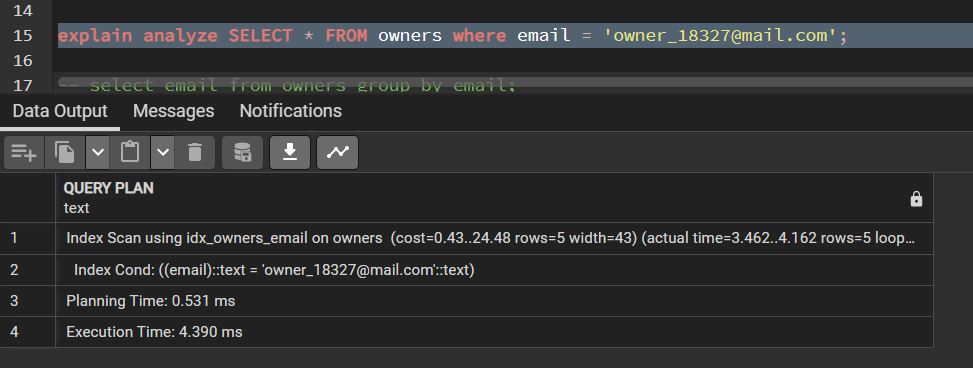 14
15 explain analyze SELECT * FROM owners where email = 'owner_18327@mail.com';
16
17 -- select email from owners group by email;
Data Output Messages Notifications
QUERY PLAN
text
1 Index Scan using idx_owners_email on owners (cost=0.43..24.48 rows=5 width=43) (actual time=3.462..4.162 rows=5 loop...
2 Index Cond: ((email)::text = 'owner_18327@mail.com'::text)
3 Planning Time: 0.531 ms
4 Execution Time: 4.390 ms